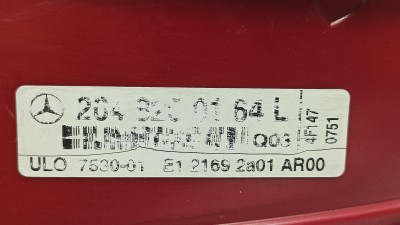 204 820 01 64 L
Q03
4F147
0751
ULO 7530-01 E1 2169 2a01 AR00